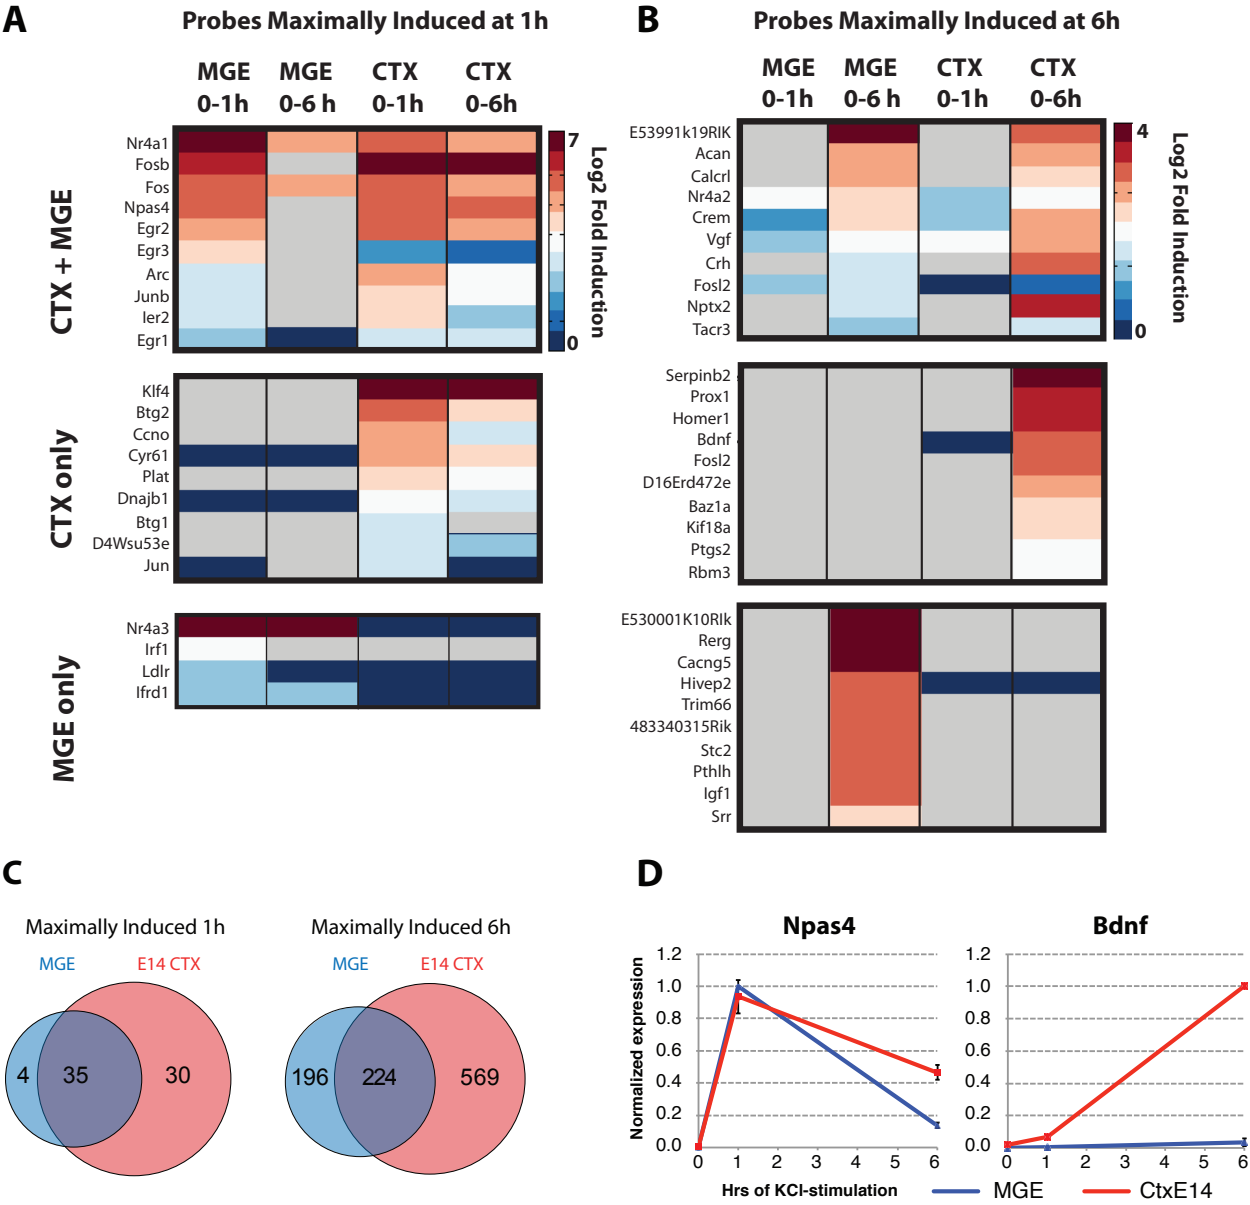 A
Probes Maximally Induced at 1h
MGE 0-1h
MGE 0-6 h
CTX 0-1h
CTX 0-6h
CTX + MGE
Nr4a1
Fosb
Fos
Npas4
Egr2
Egr3
Arc
Junb
Ier2
Egr1
7
0
Log2 Fold Induction
CTX only
Klf4
Btg2
Ccno
Cyr61
Plat
Dnajb1
Btg1
D4Wsu53e
Jun
MGE only
Nr4a3
Irf1
Ldlr
Ifrd1
B
Probes Maximally Induced at 6h
MGE 0-1h
MGE 0-6 h
CTX 0-1h
CTX 0-6h
E53991k19RIK
Acan
Calcrl
Nr4a2
Crem
Vgf
Crh
Fosl2
Nptx2
Tacr3
4
0
Log2 Fold Induction
Serpinb2
Prox1
Homer1
Bdnf
Fosl2
D16Erd472e
Baz1a
Kif18a
Ptgs2
Rbm3
E530001K10RIk
Rerg
Cacng5
Hivep2
Trim66
483340315Rik
Stc2
Pthlh
Igf1
Srr
C
Maximally Induced 1h
MGE
E14 CTX
4
35
30
Maximally Induced 6h
MGE
E14 CTX
196
224
569
D
Npas4
Normalized expression
1.2
1.0
0.8
0.6
0.4
0.2
0.0
0 1 2 3 4 5 6
Hrs of KCl-stimulation
Bdnf
1.2
1.0
0.8
0.6
0.4
0.2
0.0
0 1 2 3 4 5 6
MGE
CtxE14